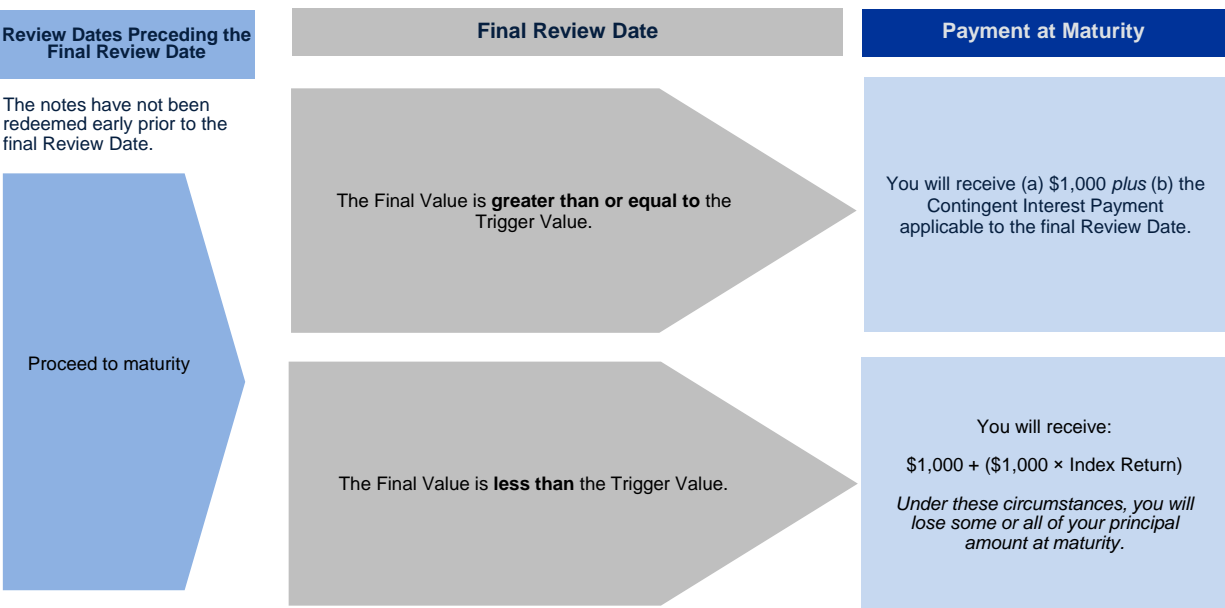 Review Dates Preceding the
Final Review Date
The notes have not been
redeemed early prior to the
final Review Date.
Proceed to maturity
Final Review Date
The Final Value is greater than or equal to the
Trigger Value.
The Final Value is less than the Trigger Value.
Payment at Maturity
You will receive (a) $1,000 plus (b) the
Contingent Interest Payment
applicable to the final Review Date.
You will receive:
$1,000 + ($1,000 × Index Return)
Under these circumstances, you will
lose some or all of your principal
amount at maturity.